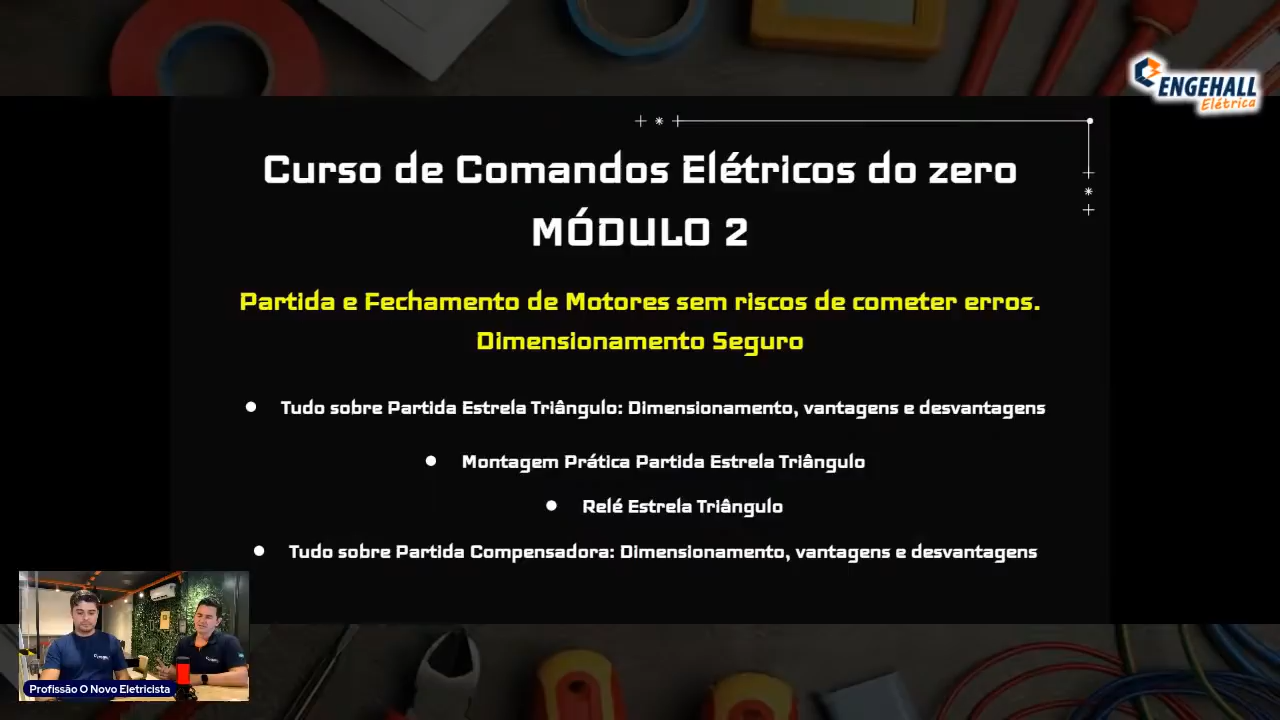 ENGEHALL
Elétrica
Curso de Comandos Elétricos do zero
MÓDULO 2
Partida e Fechamento de Motores sem riscos de cometer erros.
Dimensionamento Seguro
Tudo sobre Partida Estrela Triângulo: Dimensionamento, vantagens e desvantagens
Montagem Prática Partida Estrela Triângulo
Relé Estrela Triângulo
Tudo sobre Partida Compensadora: Dimensionamento, vantagens e desvantagens
Profissão O Novo Eletricista